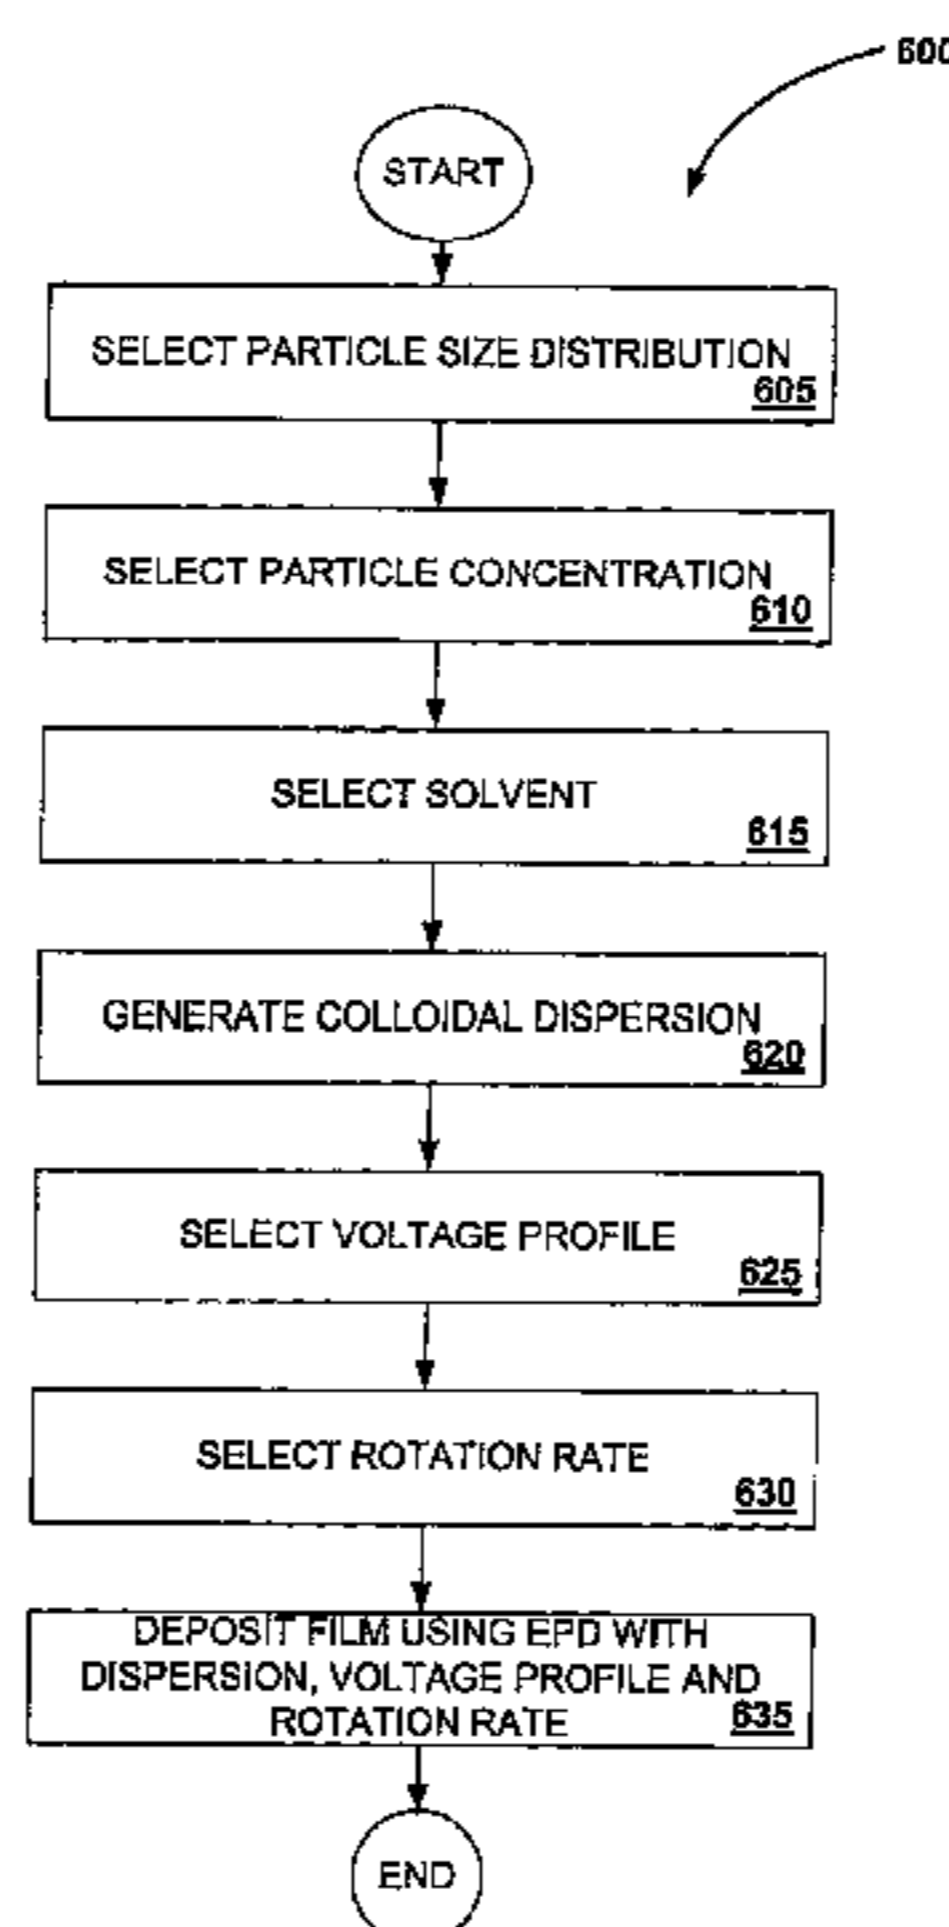 600
START
SELECT PARTICLE SIZE DISTRIBUTION
605
SELECT PARTICLE CONCENTRATION
610
SELECT SOLVENT
615
GENERATE COLLOIDAL DISPERSION
620
SELECT VOLTAGE PROFILE
625
SELECT ROTATION RATE
630
DEPOSIT FILM USING EPD WITH
DISPERSION, VOLTAGE PROFILE AND
ROTATION RATE
635
END